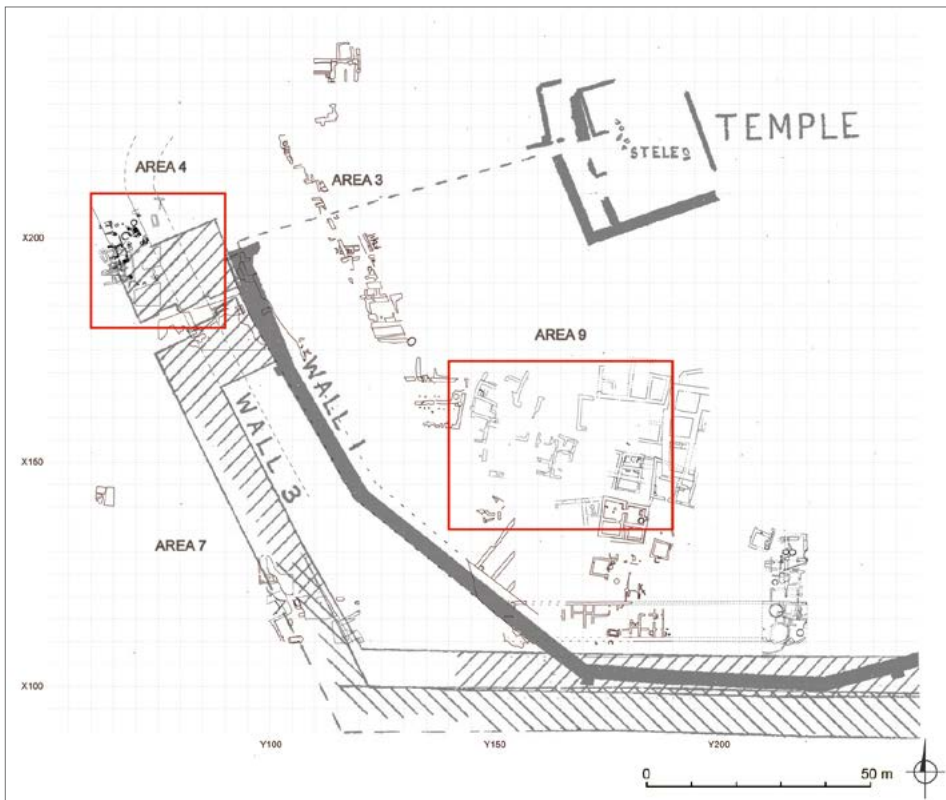 TEMPLE
STELES
AREA 4
AREA 3
X200
AREA 9
WALL 1
WALL 3
X150
AREA 7
X100
Y100
Y150
Y200
0
50 m